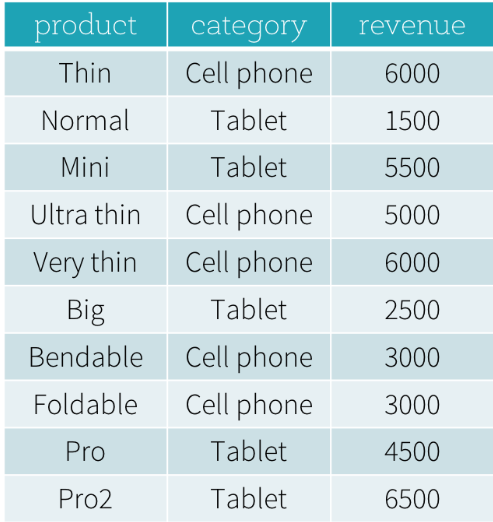 product category revenue
Thin Cell phone 6000
Normal Tablet 1500
Mini Tablet 5500
Ultra thin Cell phone 5000
Very thin Cell phone 6000
Big Tablet 2500
Bendable Cell phone 3000
Foldable Cell phone 3000
Pro Tablet 4500
Pro2 Tablet 6500